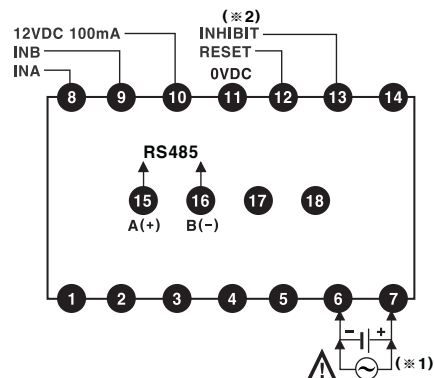 (※2)
12VDC 100mA INHIBIT
INB RESET
INA 0VDC
8 9 10 11 12 13 14
RS485
15 16 17 18
A(+) B(−)
1 2 3 4 5 6 7
− +
(※1)